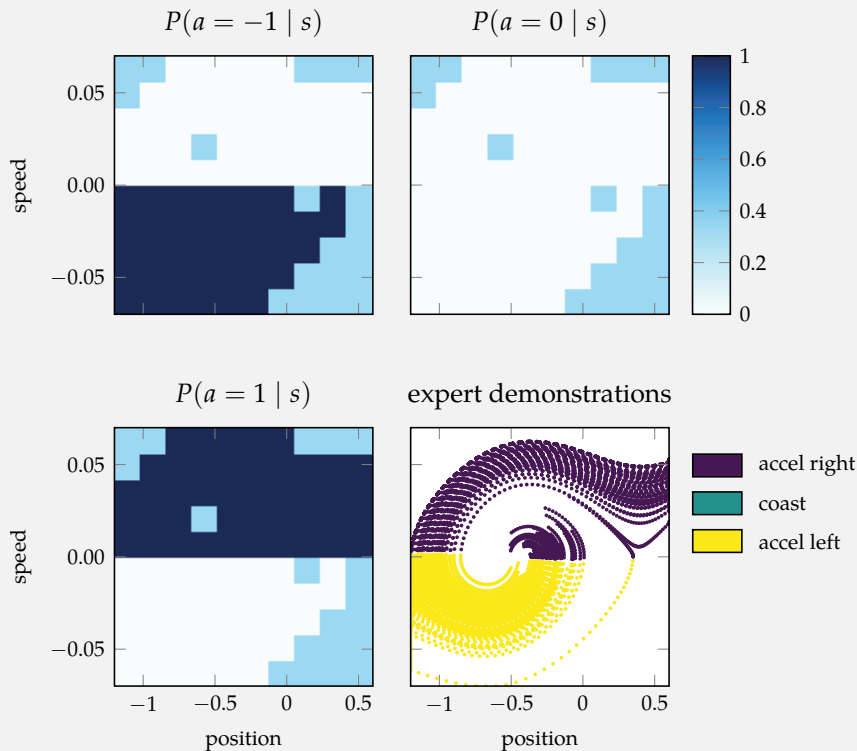 P(a = −1 | s)
P(a = 0 | s)
0.05
0.00
−0.05
speed
1
0.8
0.6
0.4
0.2
0
P(a = 1 | s)
expert demonstrations
0.05
0.00
−0.05
speed
−1
−0.5
0
0.5
position
−1
−0.5
0
0.5
position
accel right
coast
accel left